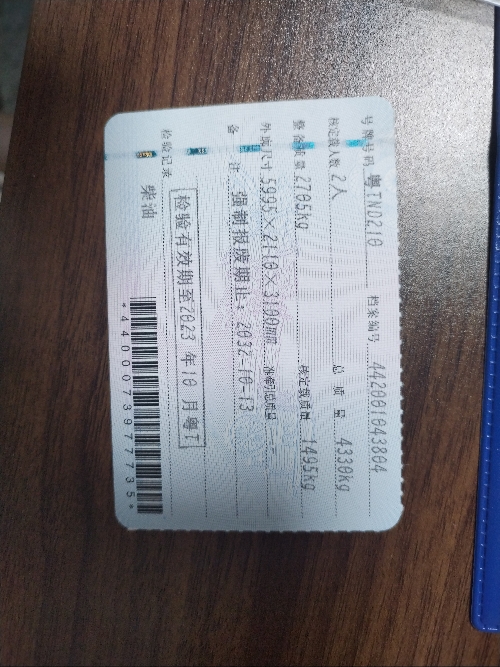 号牌号码 粤TN0210 档案编号 442001043804
核定载人数 2人 总质量 4330kg
整备质量 2705kg 核定载质量 1495kg
外廓尺寸 5995×2110×3190mm 准牵引总质量 --
备注 强制报废期止：2032-10-13
检验有效期至2023年10月粤T
检验记录
柴油
*4400073977735*